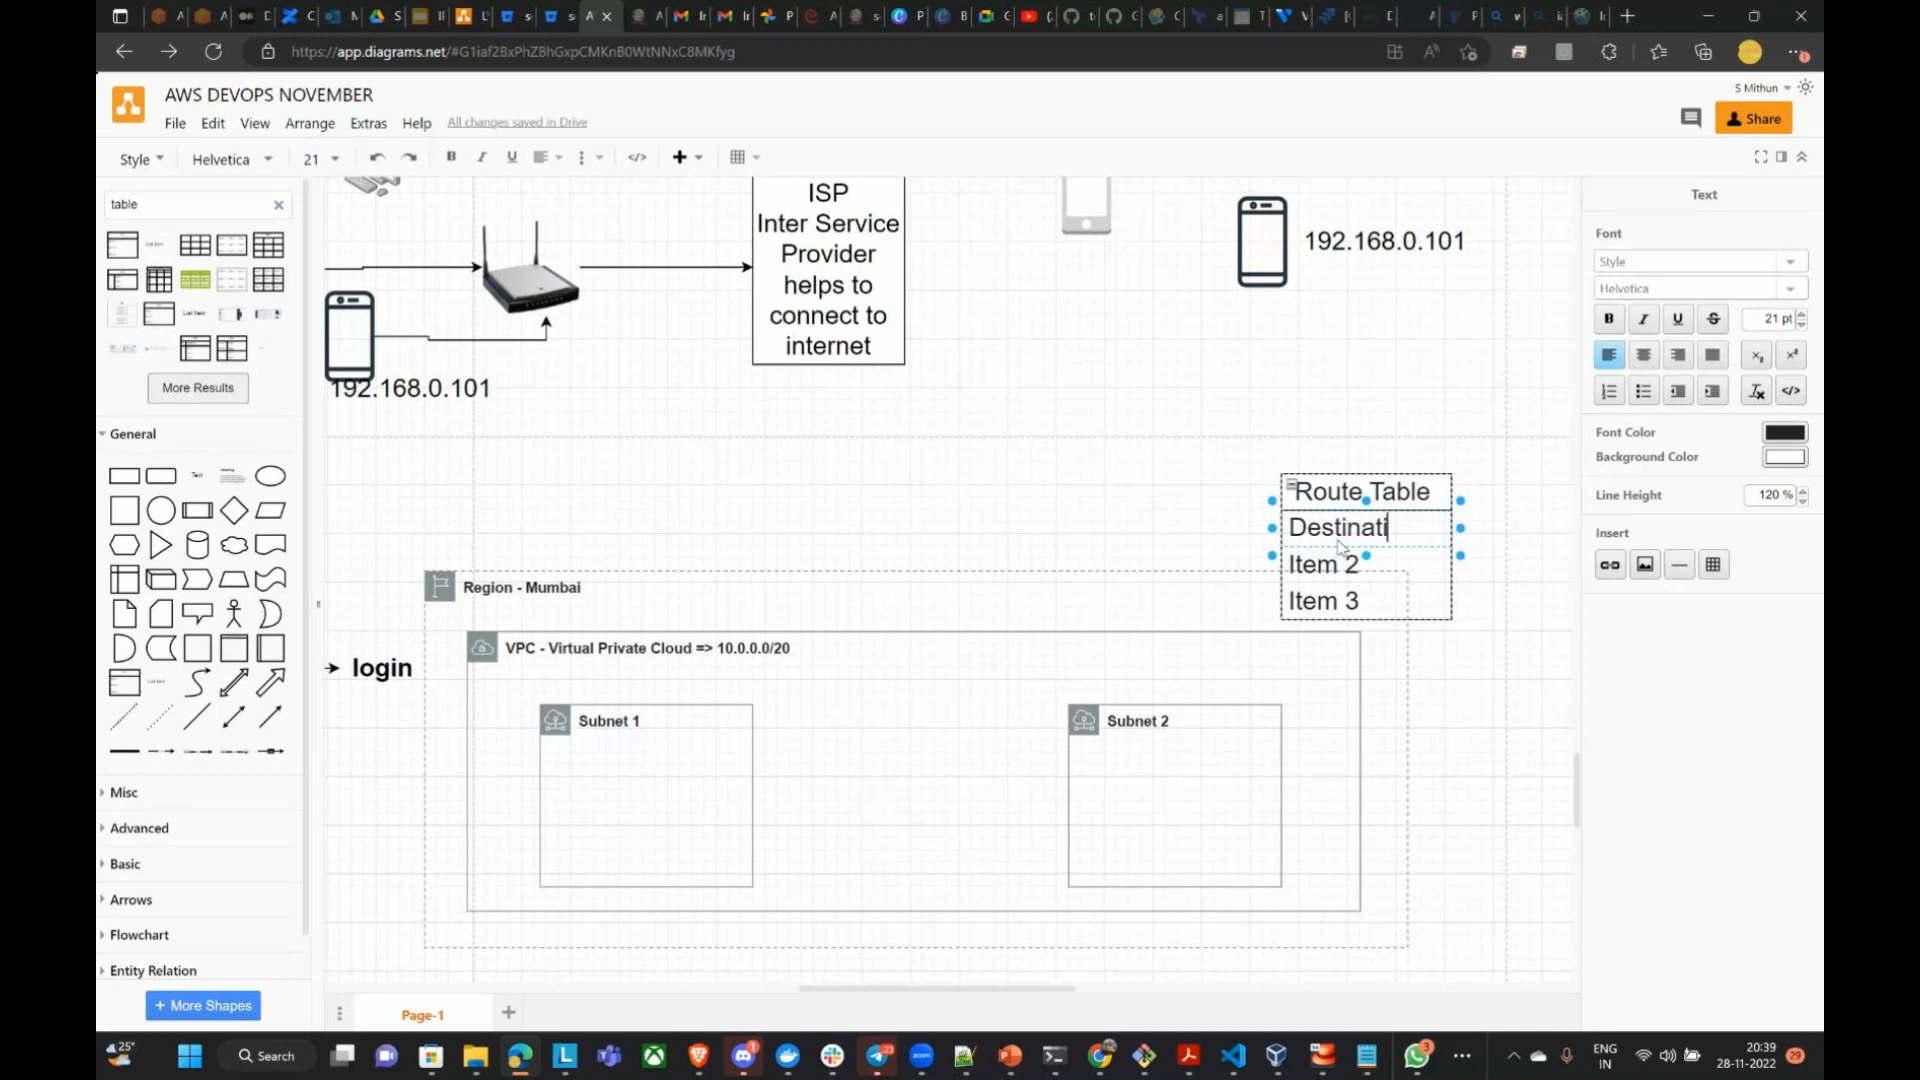 https://app.diagrams.net/#G1iaf2BxPhZBhGxpCMKnB0WtNNxC8MKfyg
AWS DEVOPS NOVEMBER
S Mithun
File Edit View Arrange Extras Help All changes saved in Drive
Share
Style Helvetica 21
table
Text
ISP
Inter Service
Provider
helps to
connect to
internet
192.168.0.101
192.168.0.101
Font
Style
Helvetica
B I U S 21 pt
More Results
General
Text
Font Color
Background Color
Line Height 120 %
Insert
Route Table
Destinati
Item 2
Item 3
Region - Mumbai
VPC - Virtual Private Cloud => 10.0.0.0/20
login
Subnet 1
Subnet 2
Misc
Advanced
Basic
Arrows
Flowchart
Entity Relation
+ More Shapes
Page-1
25°
Search
ENG
IN
20:39
28-11-2022
29